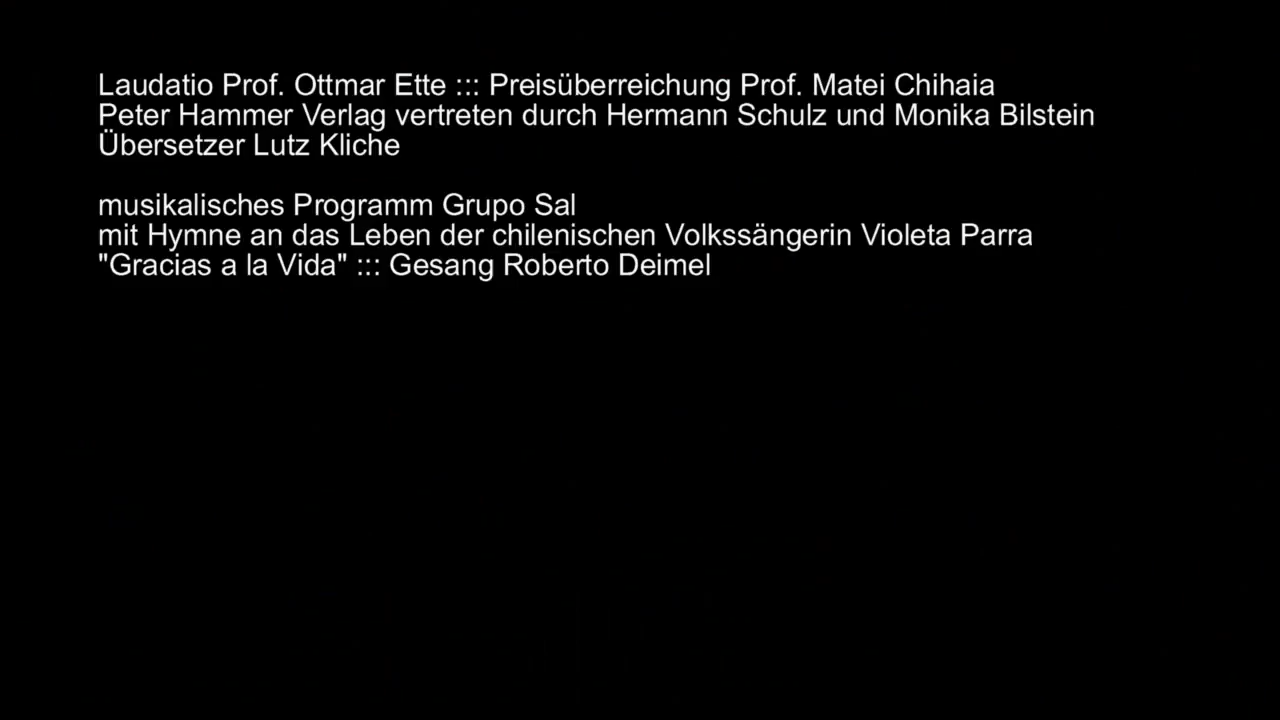 Laudatio Prof. Ottmar Ette ::: Preisüberreichung Prof. Matei Chihaia
Peter Hammer Verlag vertreten durch Hermann Schulz und Monika Bilstein
Übersetzer Lutz Kliche
musikalisches Programm Grupo Sal
mit Hymne an das Leben der chilenischen Volkssängerin Violeta Parra
"Gracias a la Vida" ::: Gesang Roberto Deimel